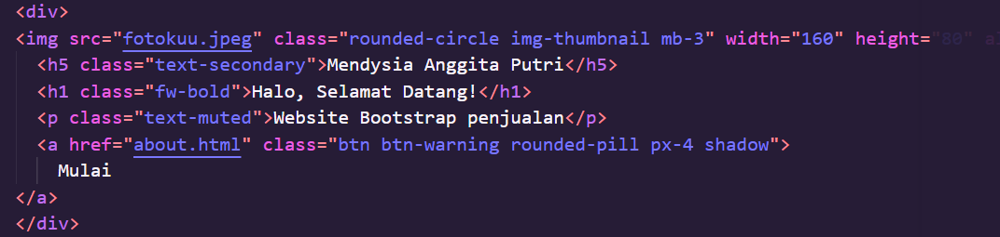 <div>
<img src="fotokuu.jpeg" class="rounded-circle img-thumbnail mb-3" width="160" height="80" al
<h5 class="text-secondary">Mendysia Anggita Putri</h5>
<h1 class="fw-bold">Halo, Selamat Datang!</h1>
<p class="text-muted">Website Bootstrap penjualan</p>
<a href="about.html" class="btn btn-warning rounded-pill px-4 shadow">
Mulai
</a>
</div>